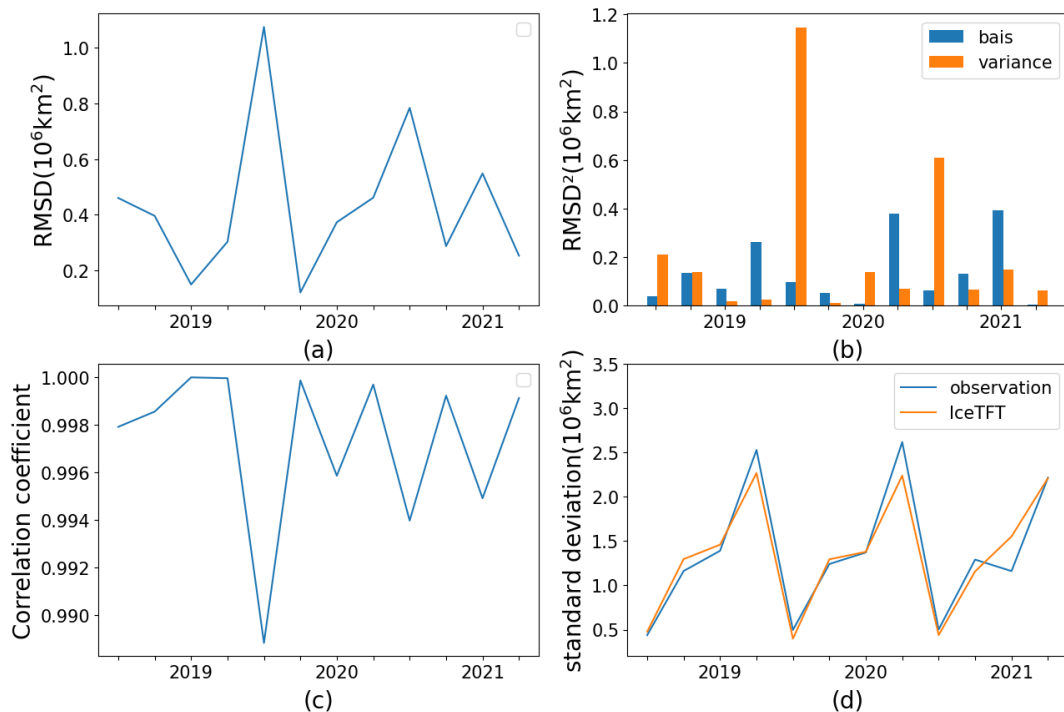 RMSD(10⁶km²)
1.0
0.8
0.6
0.4
0.2
2019 2020 2021
(a)
RMSD²(10⁶km²)
1.2
1.0
0.8
0.6
0.4
0.2
0.0
bais
variance
2019 2020 2021
(b)
Correlation coefficient
1.000
0.998
0.996
0.994
0.992
0.990
2019 2020 2021
(c)
standard deviation(10⁶km²)
3.5
3.0
2.5
2.0
1.5
1.0
0.5
observation
IceTFT
2019 2020 2021
(d)